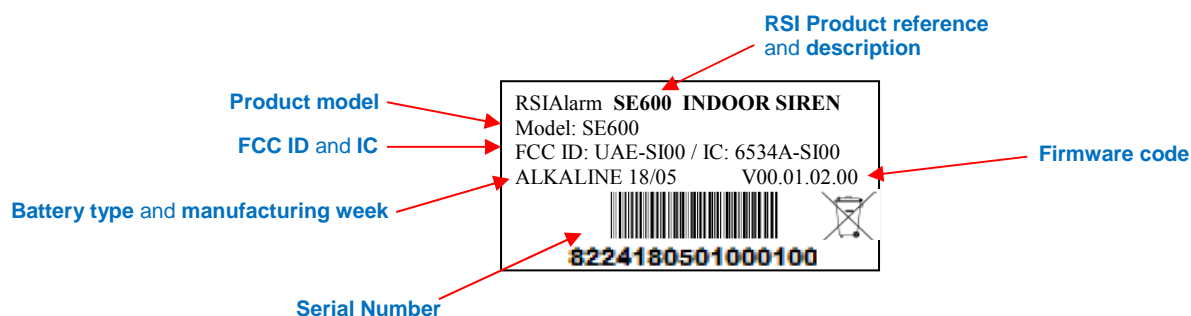 RSI Product reference
and description
Product model
FCC ID and IC
Battery type and manufacturing week
RSIAlarm SE600 INDOOR SIREN
Model: SE600
FCC ID: UAE-SI00 / IC: 6534A-SI00
ALKALINE 18/05 V00.01.02.00
8224180501000100
Firmware code
Serial Number